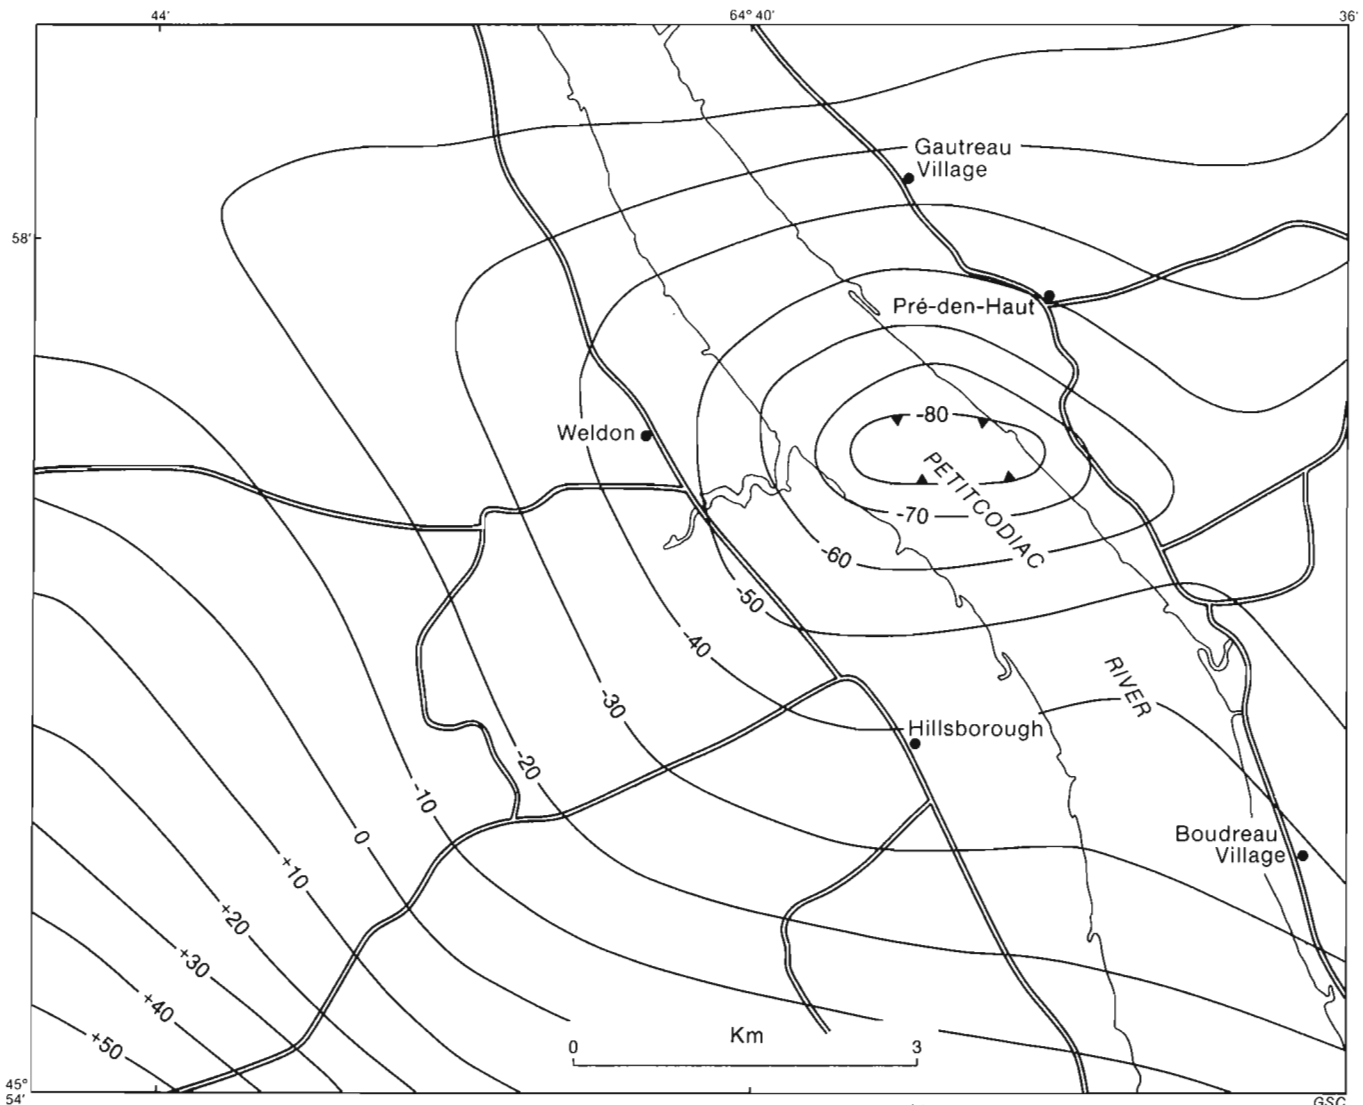 44'
64° 40'
36'
Gautreau
Village
58'
Pré-den-Haut
-80
Weldon
PETITCODIAC
-70
-60
-50
-40
RIVER
-30
Hillsborough
-20
-10
0
Boudreau
Village
+10
+20
+30
+40
+50
Km
0
3
45°
54'
GSC